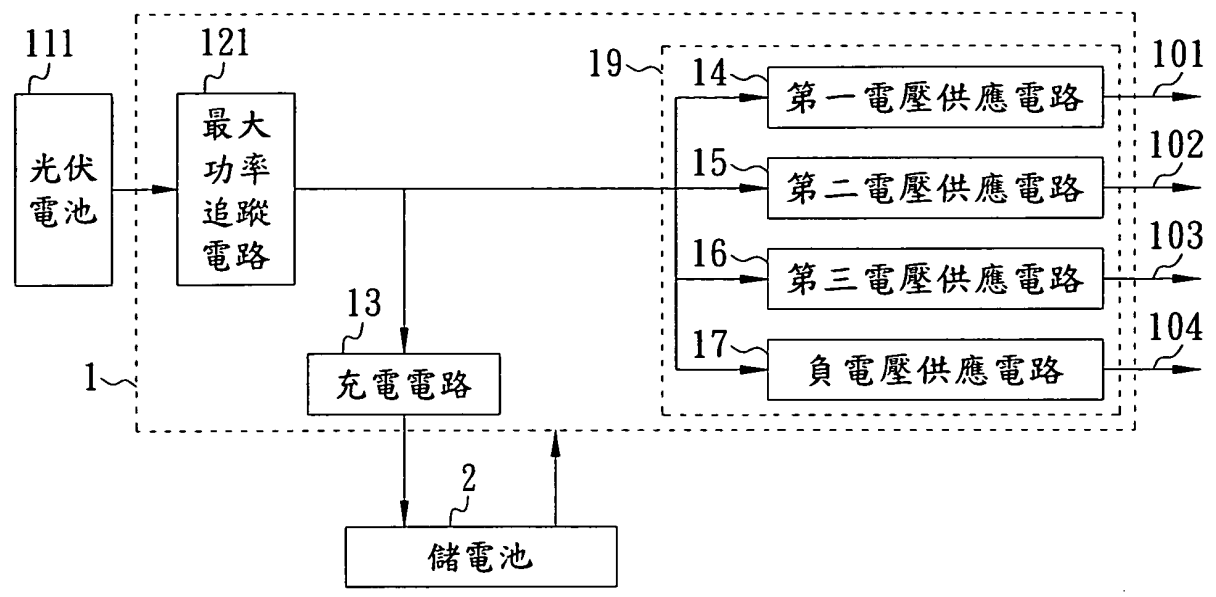 111
光伏
電池
121
最大
功率
追蹤
電路
19
14
第一電壓供應電路
101
15
第二電壓供應電路
102
16
第三電壓供應電路
103
17
負電壓供應電路
104
13
充電電路
1
2
儲電池